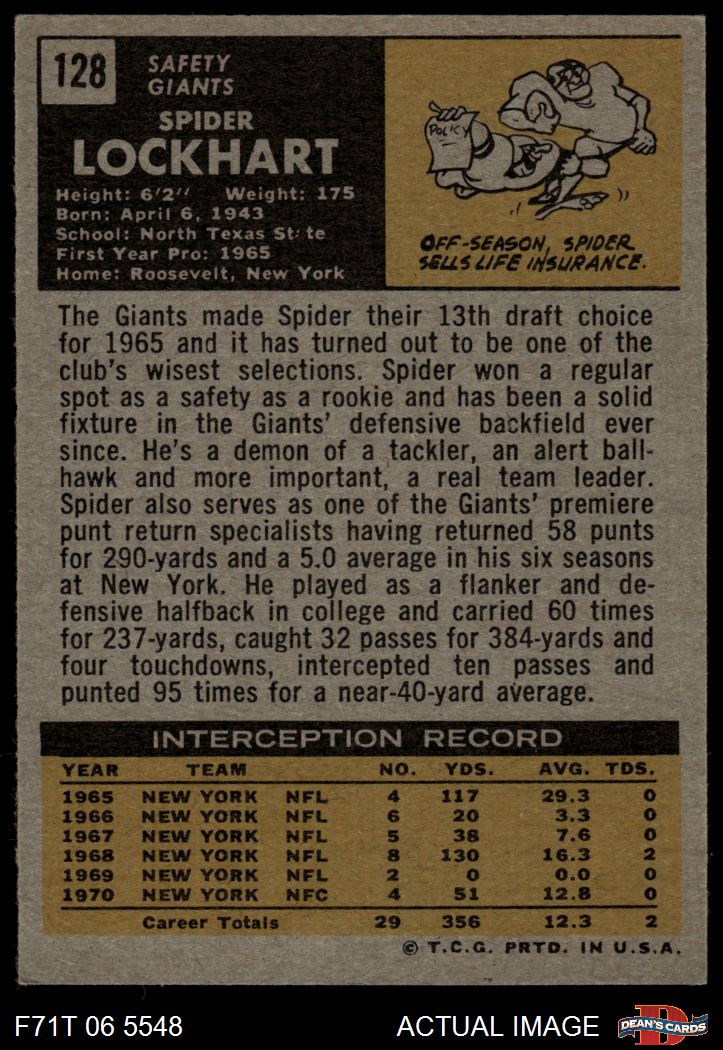 128
SAFETY
GIANTS
SPIDER
LOCKHART
Height: 6'2" Weight: 175
Born: April 6, 1943
School: North Texas State
First Year Pro: 1965
Home: Roosevelt, New York
POLICY
OFF-SEASON, SPIDER
SELLS LIFE INSURANCE.
The Giants made Spider their 13th draft choice
for 1965 and it has turned out to be one of the
club's wisest selections. Spider won a regular
spot as a safety as a rookie and has been a solid
fixture in the Giants' defensive backfield ever
since. He's a demon of a tackler, an alert ball-
hawk and more important, a real team leader.
Spider also serves as one of the Giants' premiere
punt return specialists having returned 58 punts
for 290-yards and a 5.0 average in his six seasons
at New York. He played as a flanker and de-
fensive halfback in college and carried 60 times
for 237-yards, caught 32 passes for 384-yards and
four touchdowns, intercepted ten passes and
punted 95 times for a near-40-yard average.
INTERCEPTION RECORD
YEAR TEAM NO. YDS. AVG. TDS.
1965 NEW YORK NFL 4 117 29.3 0
1966 NEW YORK NFL 6 20 3.3 0
1967 NEW YORK NFL 5 38 7.6 0
1968 NEW YORK NFL 8 130 16.3 2
1969 NEW YORK NFL 2 0 0.0 0
1970 NEW YORK NFC 4 51 12.8 0
Career Totals 29 356 12.3 2
© T.C.G. PRTD. IN U.S.A.
F71T 06 5548 ACTUAL IMAGE
D
DEAN'S CARDS